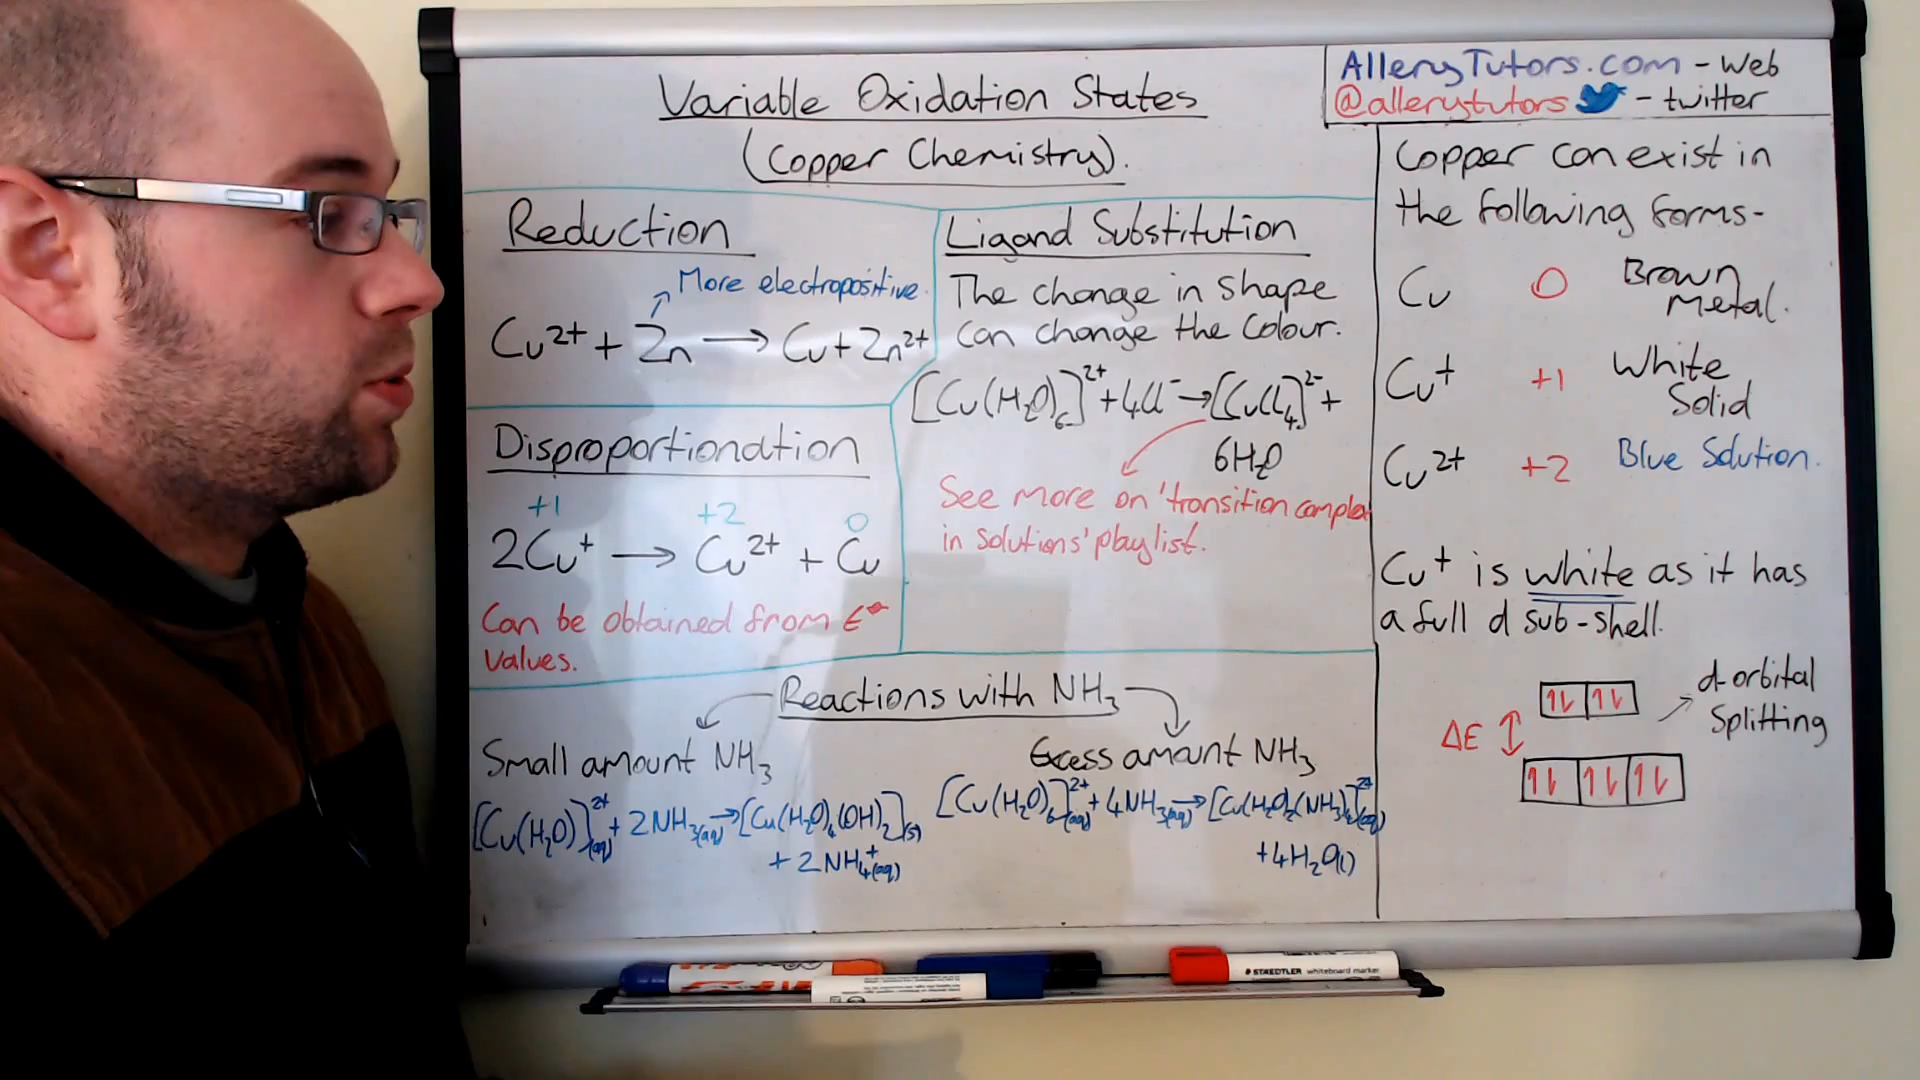 Variable Oxidation States
(Copper Chemistry).
AlleryTutors.com - Web
@allerytutors - twitter
Reduction
More electropositive.
Cu²⁺ + Zn → Cu + Zn²⁺
Disproportionation
+1 +2 0
2Cu⁺ → Cu²⁺ + Cu
Can be obtained from E°
Values.
Ligand Substitution
The change in shape
can change the colour.
[Cu(H₂O)₆]²⁺ + 4Cl⁻ → [CuCl₄]²⁻ +
6H₂O
See more on 'transition complex
in solutions' playlist.
Reactions with NH₃
Small amount NH₃
[Cu(H₂O)]²⁺(aq) + 2NH₃(aq) → [Cu(H₂O)₄(OH)₂](s)
+ 2NH₄⁺(aq)
Excess amount NH₃
[Cu(H₂O)₆]²⁺(aq) + 4NH₃(aq) → [Cu(H₂O)₂(NH₃)₄]²⁺(aq)
+ 4H₂O(l)
Copper can exist in
the following forms-
Cu 0 Brown
Metal.
Cu⁺ +1 White
Solid
Cu²⁺ +2 Blue Solution.
Cu⁺ is white as it has
a full d sub-shell.
d-orbital
Splitting
ΔE
STAEDTLER whiteboard marker